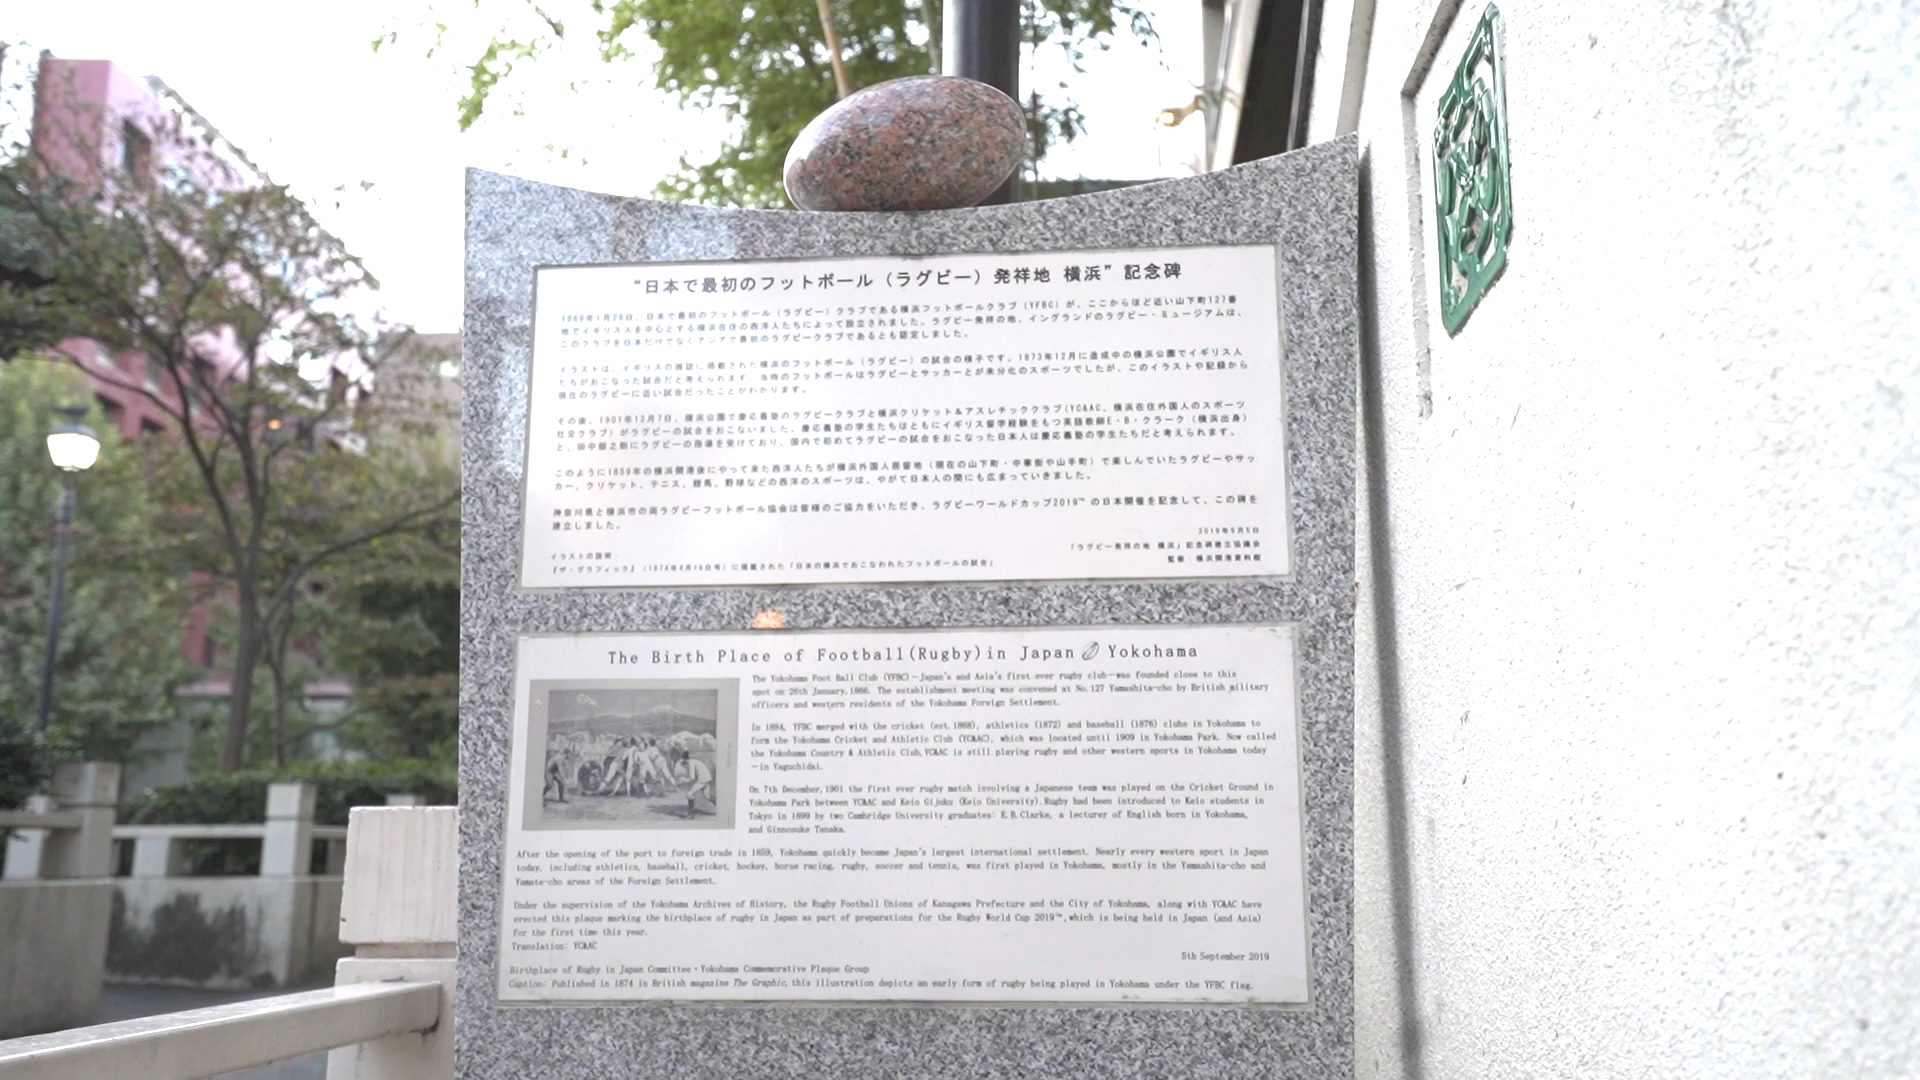 “日本で最初のフットボール（ラグビー）発祥地 横浜”記念碑
1866年1月26日、日本で最初のフットボール（ラグビー）クラブである横浜フットボールクラブ（YFBC）が、ここからほど近い山下町127番
地でイギリス人を中心とする横浜在住の西洋人たちによって設立されました。ラグビー発祥の地、イングランドのラグビー・ミュージアムは、
このクラブを日本だけでなくアジアで最初のラグビークラブであるとも認定しました。
イラストは、イギリスの雑誌に掲載された横浜のフットボール（ラグビー）の試合の様子です。1873年12月に造成中の横浜公園でイギリス人
たちがおこなった試合だと考えられます。当時のフットボールはラグビーとサッカーとが未分化のスポーツでしたが、このイラストや記録から
現在のラグビーに近い試合だったことがわかります。
その後、1901年12月7日、横浜公園で慶応義塾のラグビークラブと横浜クリケット＆アスレチッククラブ(YC&AC、横浜在住外国人のスポーツ
社交クラブ）がラグビーの試合をおこないました。慶応義塾の学生たちはともにイギリス留学経験をもつ英語教師E・B・クラーク（横浜出身）
と、田中銀之助にラグビーの指導を受けており、国内で初めてラグビーの試合をおこなった日本人は慶応義塾の学生たちだと考えられます。
このように1859年の横浜開港後にやって来た西洋人たちが横浜外国人居留地（現在の山下町・中華街や山手町）で楽しんでいたラグビーやサッ
カー、クリケット、テニス、競馬、野球などの西洋のスポーツは、やがて日本人の間にも広まっていきました。
神奈川県と横浜市の両ラグビーフットボール協会は皆様のご協力をいただき、ラグビーワールドカップ2019™ の日本開催を記念して、この碑を
建立しました。
2019年9月5日
「ラグビー発祥の地 横浜」記念碑建立協議会
監修：横浜開港資料館
イラストの説明：
『ザ・グラフィック』（1874年4月18日号）に掲載された「日本の横浜でおこなわれたフットボールの試合」
The Birth Place of Football(Rugby)in Japan Yokohama
The Yokohama Foot Ball Club (YFBC)－Japan's and Asia's first ever rugby club－was founded close to this
spot on 26th January,1866. The establishment meeting was convened at No.127 Yamashita-cho by British military
officers and western residents of the Yokohama Foreign Settlement.
In 1884, YFBC merged with the cricket (est.1868), athletics (1872) and baseball (1876) clubs in Yokohama to
form the Yokohama Cricket and Athletic Club (YC&AC), which was located until 1909 in Yokohama Park. Now called
the Yokohama Country & Athletic Club,YC&AC is still playing rugby and other western sports in Yokohama today
－in Yaguchidai.
On 7th December,1901 the first ever rugby match involving a Japanese team was played on the Cricket Ground in
Yokohama Park between YC&AC and Keio Gijuku (Keio University).Rugby had been introduced to Keio students in
Tokyo in 1899 by two Cambridge University graduates: E.B.Clarke, a lecturer of English born in Yokohama,
and Ginnosuke Tanaka.
After the opening of the port to foreign trade in 1859, Yokohama quickly became Japan's largest international settlement. Nearly every western sport in Japan
today, including athletics, baseball, cricket, hockey, horse racing, rugby, soccer and tennis, was first played in Yokohama, mostly in the Yamashita-cho and
Yamate-cho areas of the Foreign Settlement.
Under the supervision of the Yokohama Archives of History, the Rugby Football Unions of Kanagawa Prefecture and the City of Yokohama, along with YC&AC have
erected this plaque marking the birthplace of rugby in Japan as part of preparations for the Rugby World Cup 2019™,which is being held in Japan (and Asia)
for the first time this year.
Translation: YC&AC
5th September 2019
Birthplace of Rugby in Japan Committee・Yokohama Commemorative Plaque Group
Caption: Published in 1874 in British magazine The Graphic, this illustration depicts an early form of rugby being played in Yokohama under the YFBC flag.